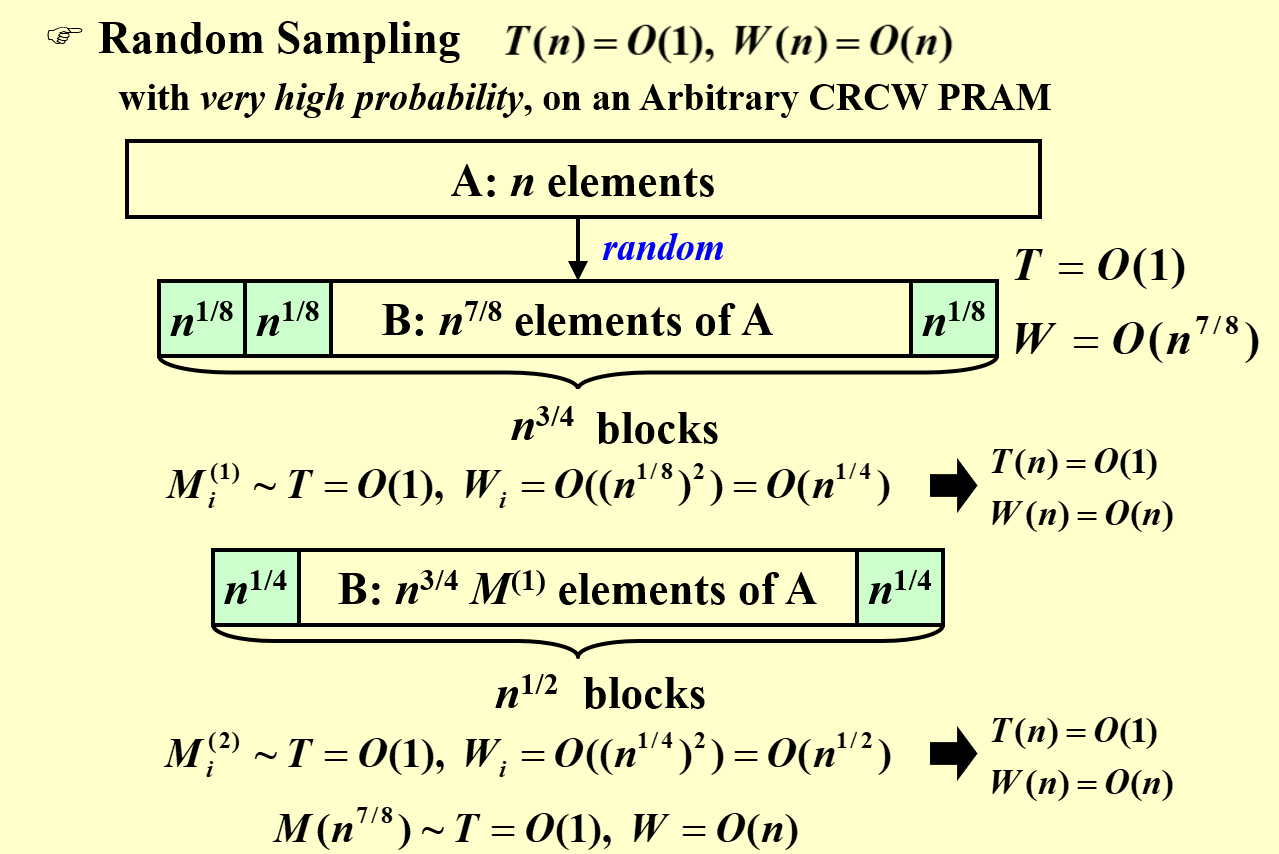 ☞ Random Sampling T(n) = O(1), W(n) = O(n)
with very high probability, on an Arbitrary CRCW PRAM
A: n elements
random
n^{1/8} n^{1/8} B: n^{7/8} elements of A n^{1/8}
T = O(1)
W = O(n^{7/8})
n^{3/4} blocks
M_i^{(1)} ~ T = O(1), W_i = O((n^{1/8})^2) = O(n^{1/4})
T(n) = O(1)
W(n) = O(n)
n^{1/4} B: n^{3/4} M^{(1)} elements of A n^{1/4}
n^{1/2} blocks
M_i^{(2)} ~ T = O(1), W_i = O((n^{1/4})^2) = O(n^{1/2})
T(n) = O(1)
W(n) = O(n)
M(n^{7/8}) ~ T = O(1), W = O(n)